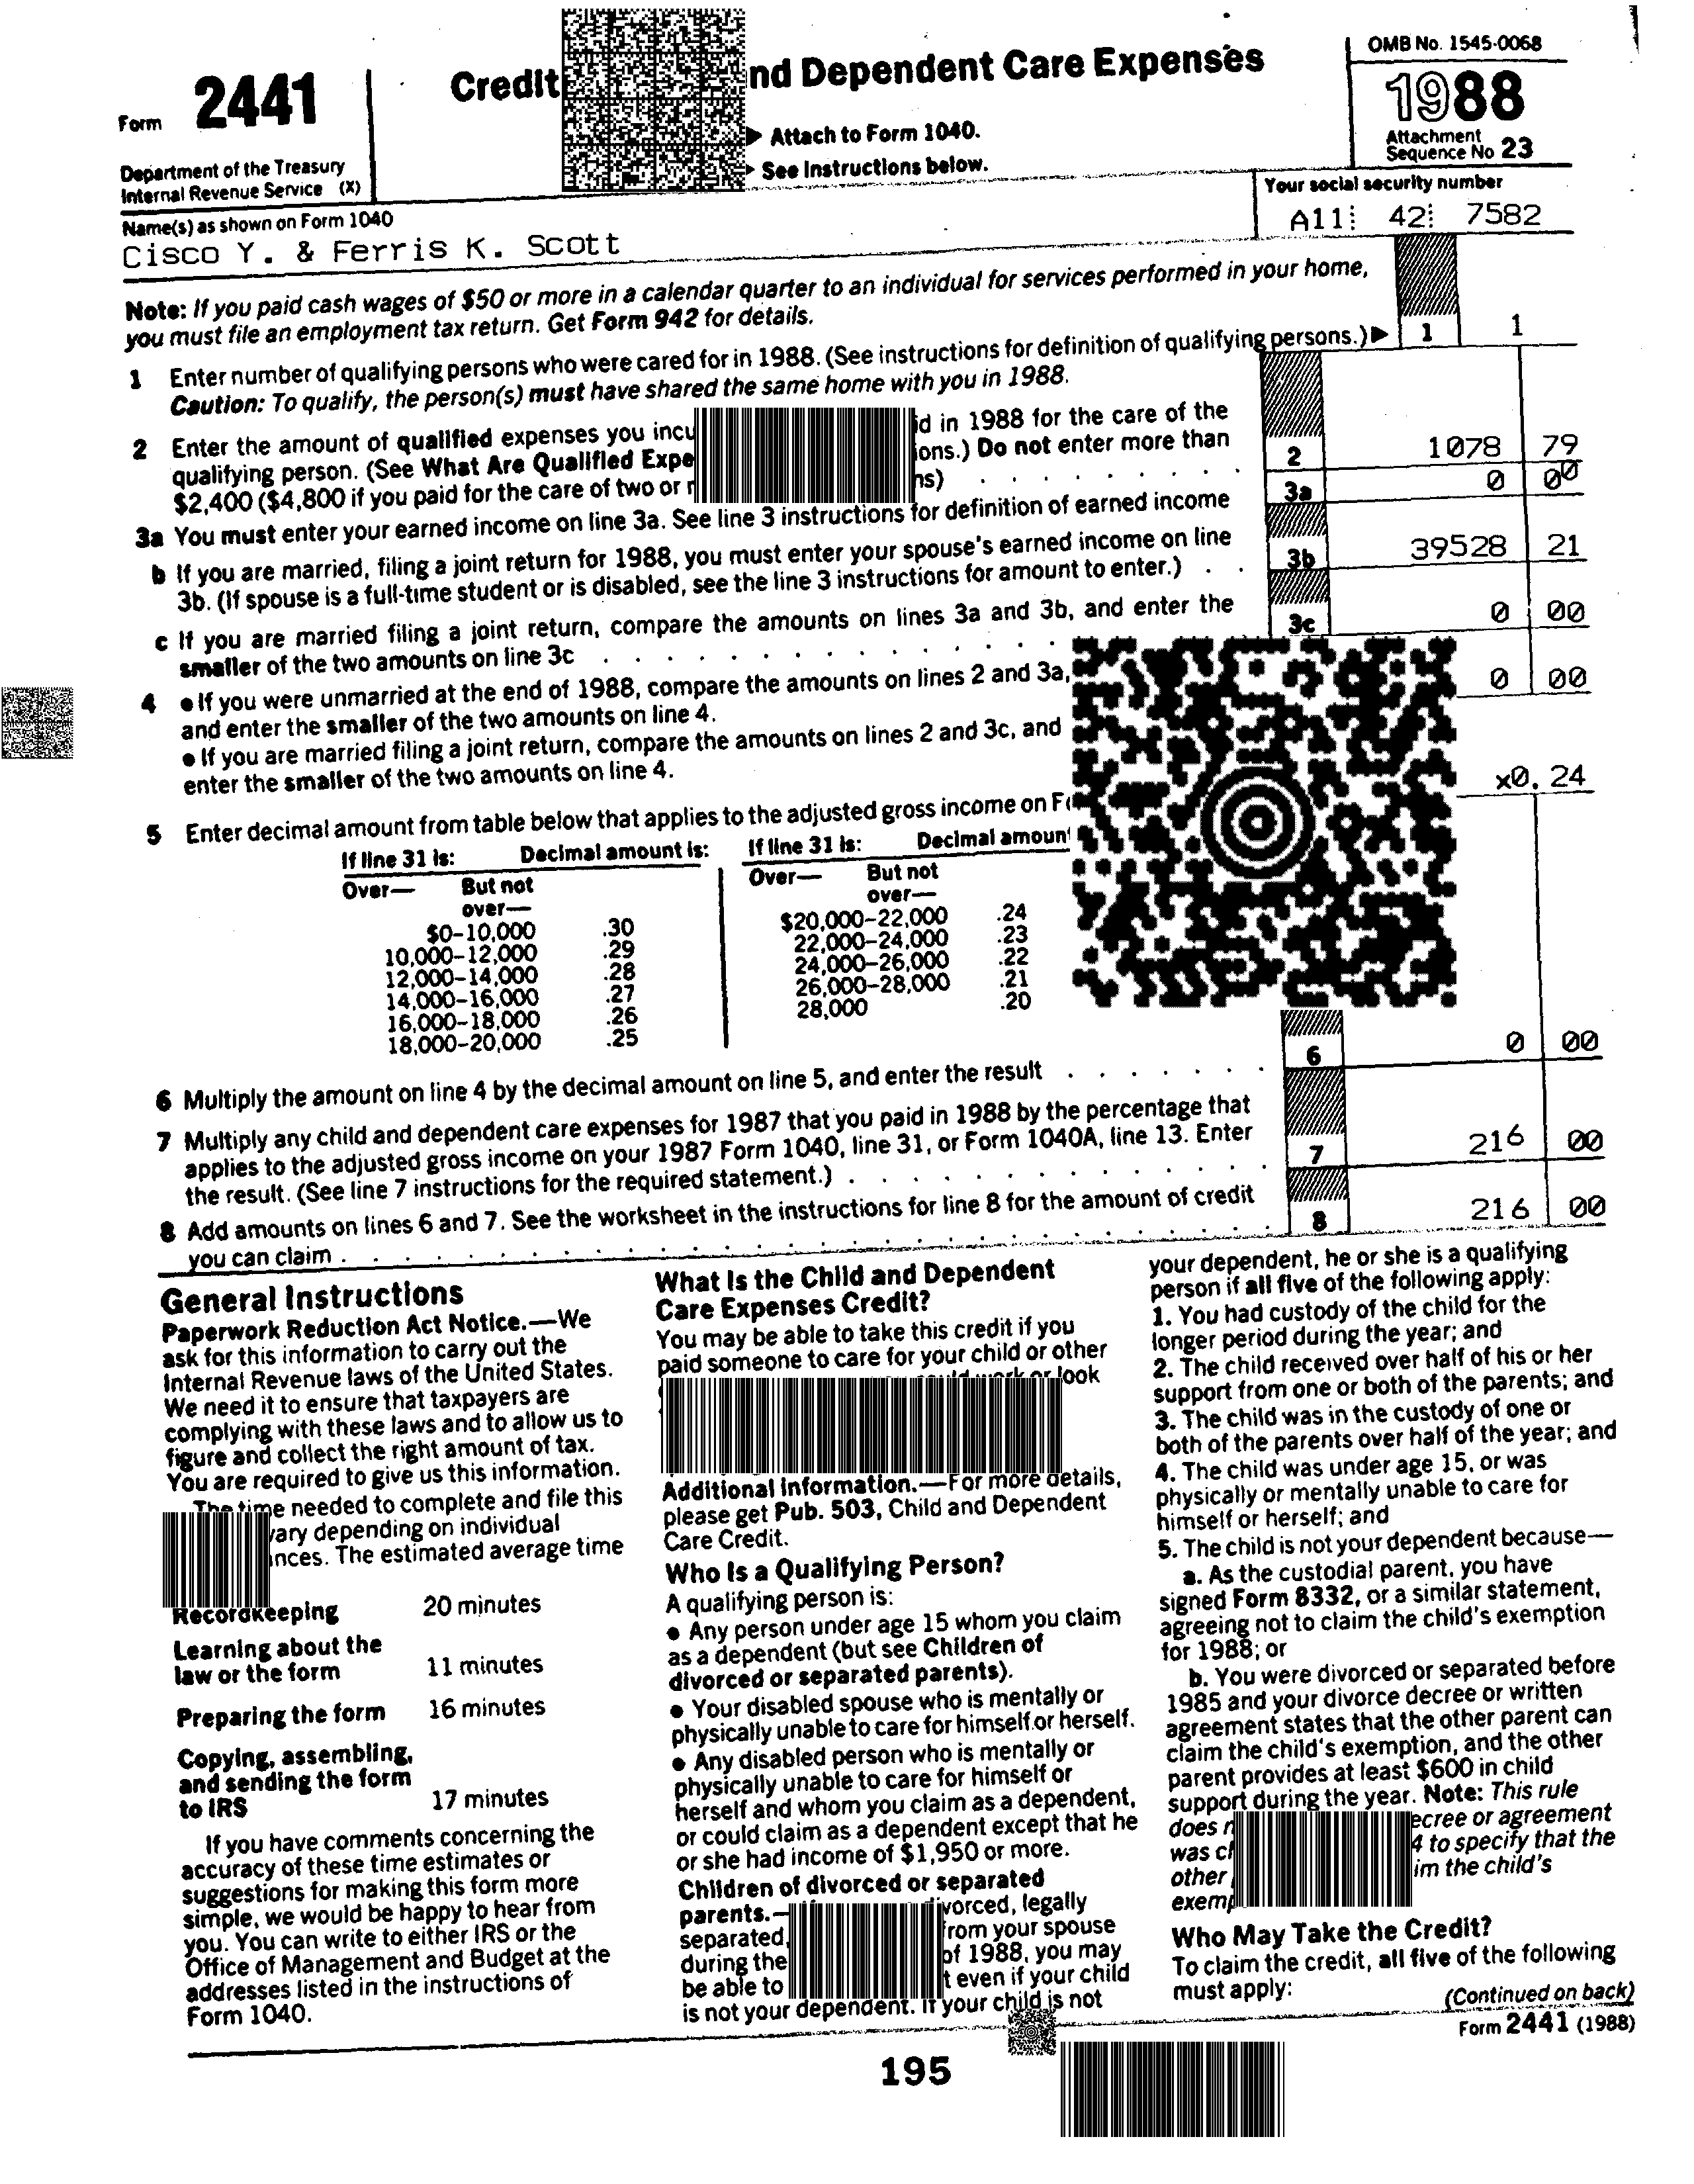 Form 2441
Department of the Treasury
Internal Revenue Service (X)
Credit nd Dependent Care Expenses
▶ Attach to Form 1040.
▶ See Instructions below.
OMB No. 1545-0068
1988
Attachment
Sequence No 23
Name(s) as shown on Form 1040
Cisco Y. & Ferris K. Scott
Your social security number
A11 42 7582
Note: If you paid cash wages of $50 or more in a calendar quarter to an individual for services performed in your home,
you must file an employment tax return. Get Form 942 for details.
1 Enter number of qualifying persons who were cared for in 1988. (See instructions for definition of qualifying persons.) ▶ 1 1
Caution: To qualify, the person(s) must have shared the same home with you in 1988.
2 Enter the amount of qualified expenses you incu id in 1988 for the care of the
qualifying person. (See What Are Qualified Expe ions.) Do not enter more than
$2,400 ($4,800 if you paid for the care of two or ns) . . . . . . . 2 1078 79
3a You must enter your earned income on line 3a. See line 3 instructions for definition of earned income 3a 0 00
b If you are married, filing a joint return for 1988, you must enter your spouse's earned income on line
3b. (If spouse is a full-time student or is disabled, see the line 3 instructions for amount to enter.) . . 3b 39528 21
c If you are married filing a joint return, compare the amounts on lines 3a and 3b, and enter the
smaller of the two amounts on line 3c . . . . . . . . . . . . 3c 0 00
4 ● If you were unmarried at the end of 1988, compare the amounts on lines 2 and 3a,
and enter the smaller of the two amounts on line 4.
● If you are married filing a joint return, compare the amounts on lines 2 and 3c, and
enter the smaller of the two amounts on line 4.
0 00
5 Enter decimal amount from table below that applies to the adjusted gross income on
x0.24
If line 31 is: Decimal amount is: If line 31 is: Decimal amoun
Over— But not over— Over— But not over—
$0–10,000 .30 $20,000–22,000 .24
10,000–12,000 .29 22,000–24,000 .23
12,000–14,000 .28 24,000–26,000 .22
14,000–16,000 .27 26,000–28,000 .21
16,000–18,000 .26 28,000 .20
18,000–20,000 .25
6 Multiply the amount on line 4 by the decimal amount on line 5, and enter the result . . . . . . . 6 0 00
7 Multiply any child and dependent care expenses for 1987 that you paid in 1988 by the percentage that
applies to the adjusted gross income on your 1987 Form 1040, line 31, or Form 1040A, line 13. Enter
the result. (See line 7 instructions for the required statement.) . . . . . . . . . . 7 216 00
8 Add amounts on lines 6 and 7. See the worksheet in the instructions for line 8 for the amount of credit
you can claim . . . . . . . . . . . . . . . . . . . . . . 8 216 00
General Instructions
Paperwork Reduction Act Notice.—We
ask for this information to carry out the
Internal Revenue laws of the United States.
We need it to ensure that taxpayers are
complying with these laws and to allow us to
figure and collect the right amount of tax.
You are required to give us this information.
The time needed to complete and file this
vary depending on individual
nces. The estimated average time
Recordkeeping 20 minutes
Learning about the
law or the form 11 minutes
Preparing the form 16 minutes
Copying, assembling,
and sending the form
to IRS 17 minutes
If you have comments concerning the
accuracy of these time estimates or
suggestions for making this form more
simple, we would be happy to hear from
you. You can write to either IRS or the
Office of Management and Budget at the
addresses listed in the instructions of
Form 1040.
What Is the Child and Dependent
Care Expenses Credit?
You may be able to take this credit if you
paid someone to care for your child or other
work or look
Additional information.—For more details,
please get Pub. 503, Child and Dependent
Care Credit.
Who Is a Qualifying Person?
A qualifying person is:
● Any person under age 15 whom you claim
as a dependent (but see Children of
divorced or separated parents).
● Your disabled spouse who is mentally or
physically unable to care for himself or herself.
● Any disabled person who is mentally or
physically unable to care for himself or
herself and whom you claim as a dependent,
or could claim as a dependent except that he
or she had income of $1,950 or more.
Children of divorced or separated
parents.— ivorced, legally
separated, from your spouse
during the of 1988, you may
be able to t even if your child
is not your dependent. If your child is not
your dependent, he or she is a qualifying
person if all five of the following apply:
1. You had custody of the child for the
longer period during the year; and
2. The child received over half of his or her
support from one or both of the parents; and
3. The child was in the custody of one or
both of the parents over half of the year; and
4. The child was under age 15, or was
physically or mentally unable to care for
himself or herself; and
5. The child is not your dependent because—
a. As the custodial parent, you have
signed Form 8332, or a similar statement,
agreeing not to claim the child's exemption
for 1988; or
b. You were divorced or separated before
1985 and your divorce decree or written
agreement states that the other parent can
claim the child's exemption, and the other
parent provides at least $600 in child
support during the year. Note: This rule
does ecree or agreement
was 4 to specify that the
other im the child's
exemp
Who May Take the Credit?
To claim the credit, all five of the following
must apply:
(Continued on back)
Form 2441 (1988)
195